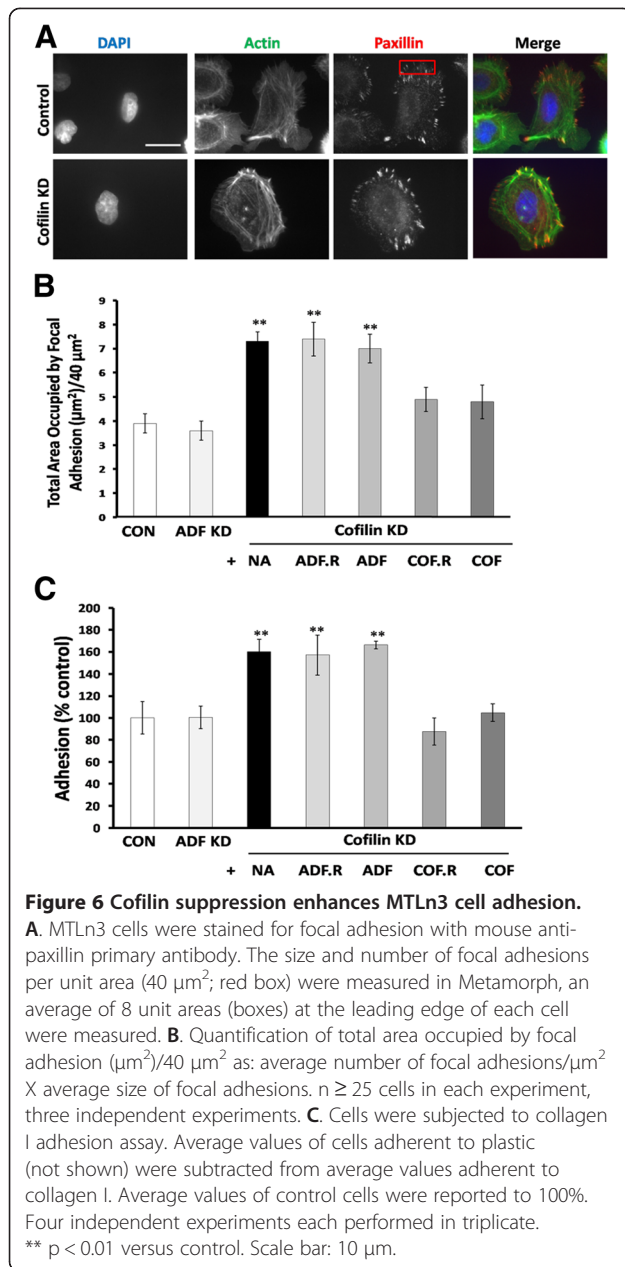 A
DAPI Actin Paxillin Merge
Control
Cofilin KD
B
Total Area Occupied by Focal
Adhesion (µm²)/40 µm²
9
8
7
6
5
4
3
2
1
0
** ** **
CON ADF KD Cofilin KD
+ NA ADF.R ADF COF.R COF
C
Adhesion (% control)
200
180
160
140
120
100
80
60
40
20
0
** ** **
CON ADF KD Cofilin KD
+ NA ADF.R ADF COF.R COF
Figure 6 Cofilin suppression enhances MTLn3 cell adhesion.
A. MTLn3 cells were stained for focal adhesion with mouse anti-
paxillin primary antibody. The size and number of focal adhesions
per unit area (40 µm²; red box) were measured in Metamorph, an
average of 8 unit areas (boxes) at the leading edge of each cell
were measured. B. Quantification of total area occupied by focal
adhesion (µm²)/40 µm² as: average number of focal adhesions/µm²
X average size of focal adhesions. n ≥ 25 cells in each experiment,
three independent experiments. C. Cells were subjected to collagen
I adhesion assay. Average values of cells adherent to plastic
(not shown) were subtracted from average values adherent to
collagen I. Average values of control cells were reported to 100%.
Four independent experiments each performed in triplicate.
** p < 0.01 versus control. Scale bar: 10 µm.